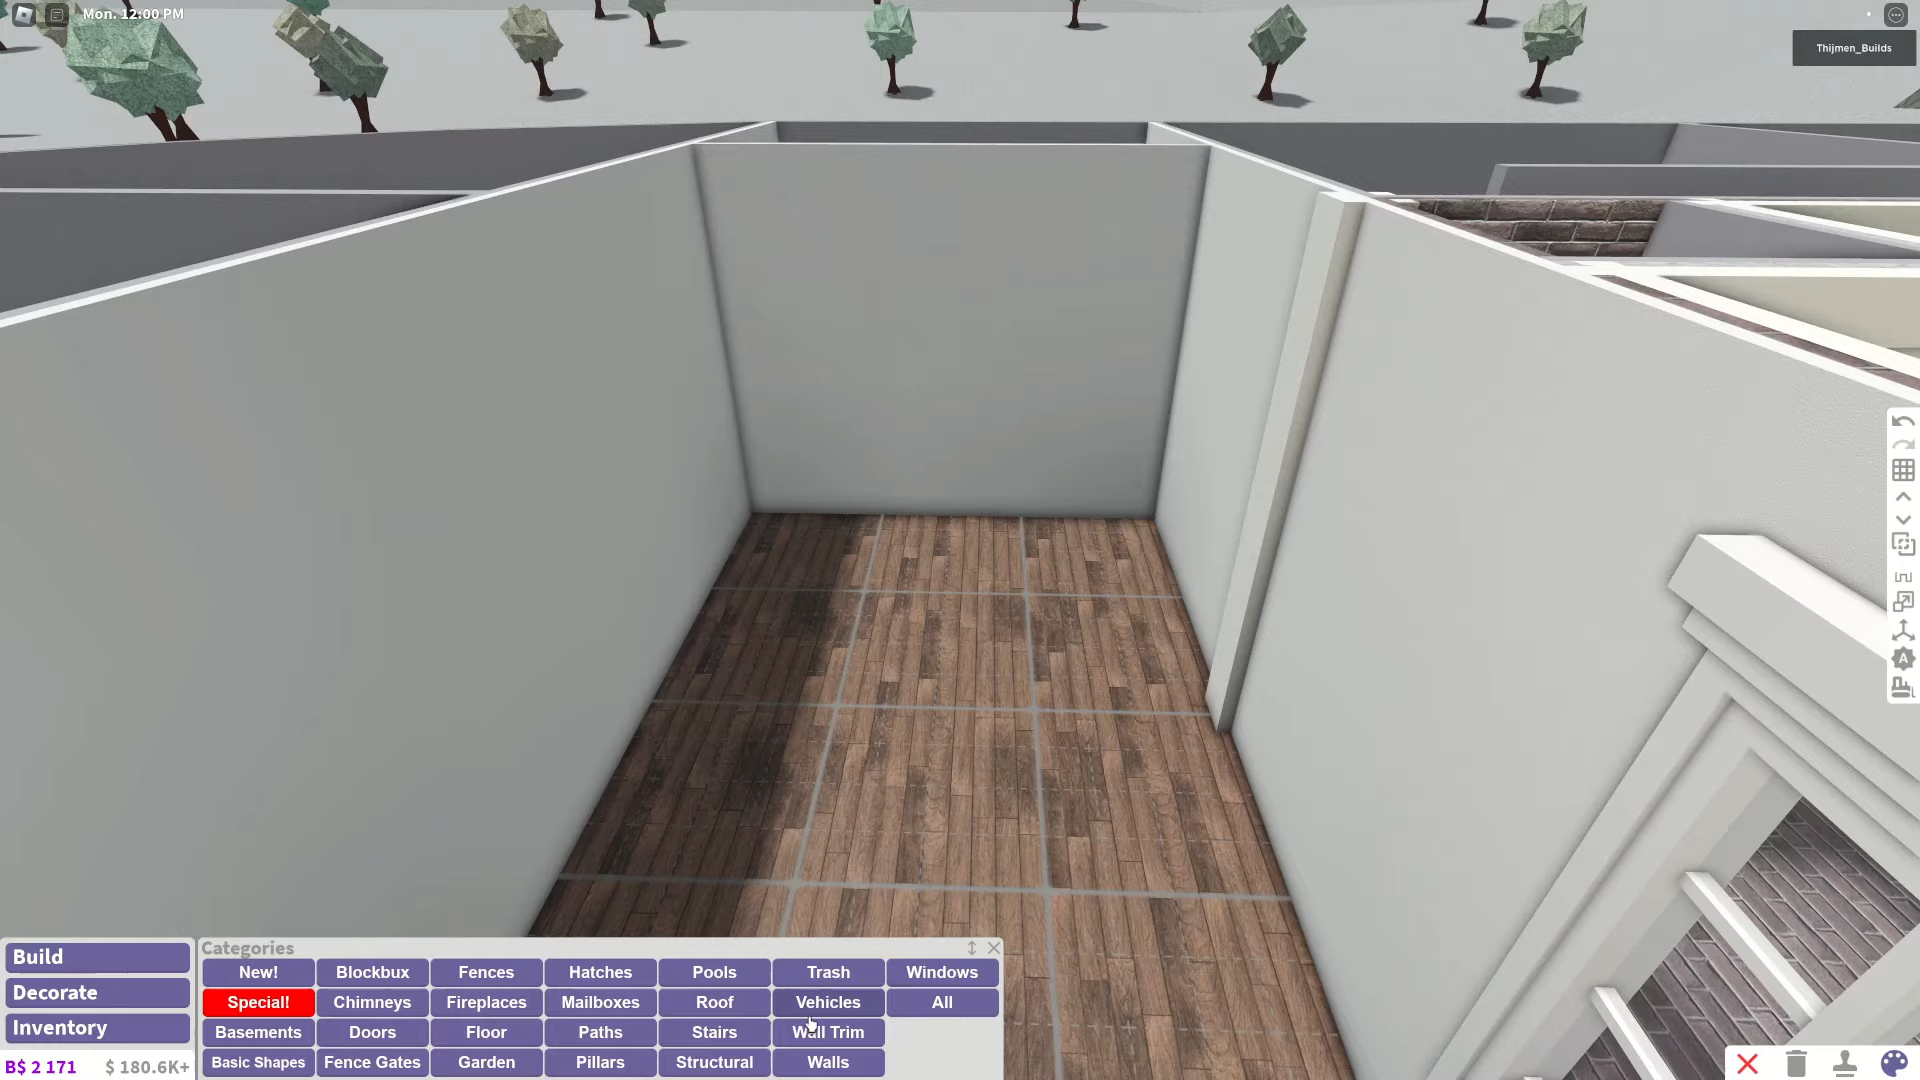 Mon. 12:00 PM
Thijmen_Builds
Build
Decorate
Inventory
B$ 2 171
$ 180.6K+
Categories
New! Blockbux Fences Hatches Pools Trash Windows
Special! Chimneys Fireplaces Mailboxes Roof Vehicles All
Basements Doors Floor Paths Stairs Wall Trim
Basic Shapes Fence Gates Garden Pillars Structural Walls
A